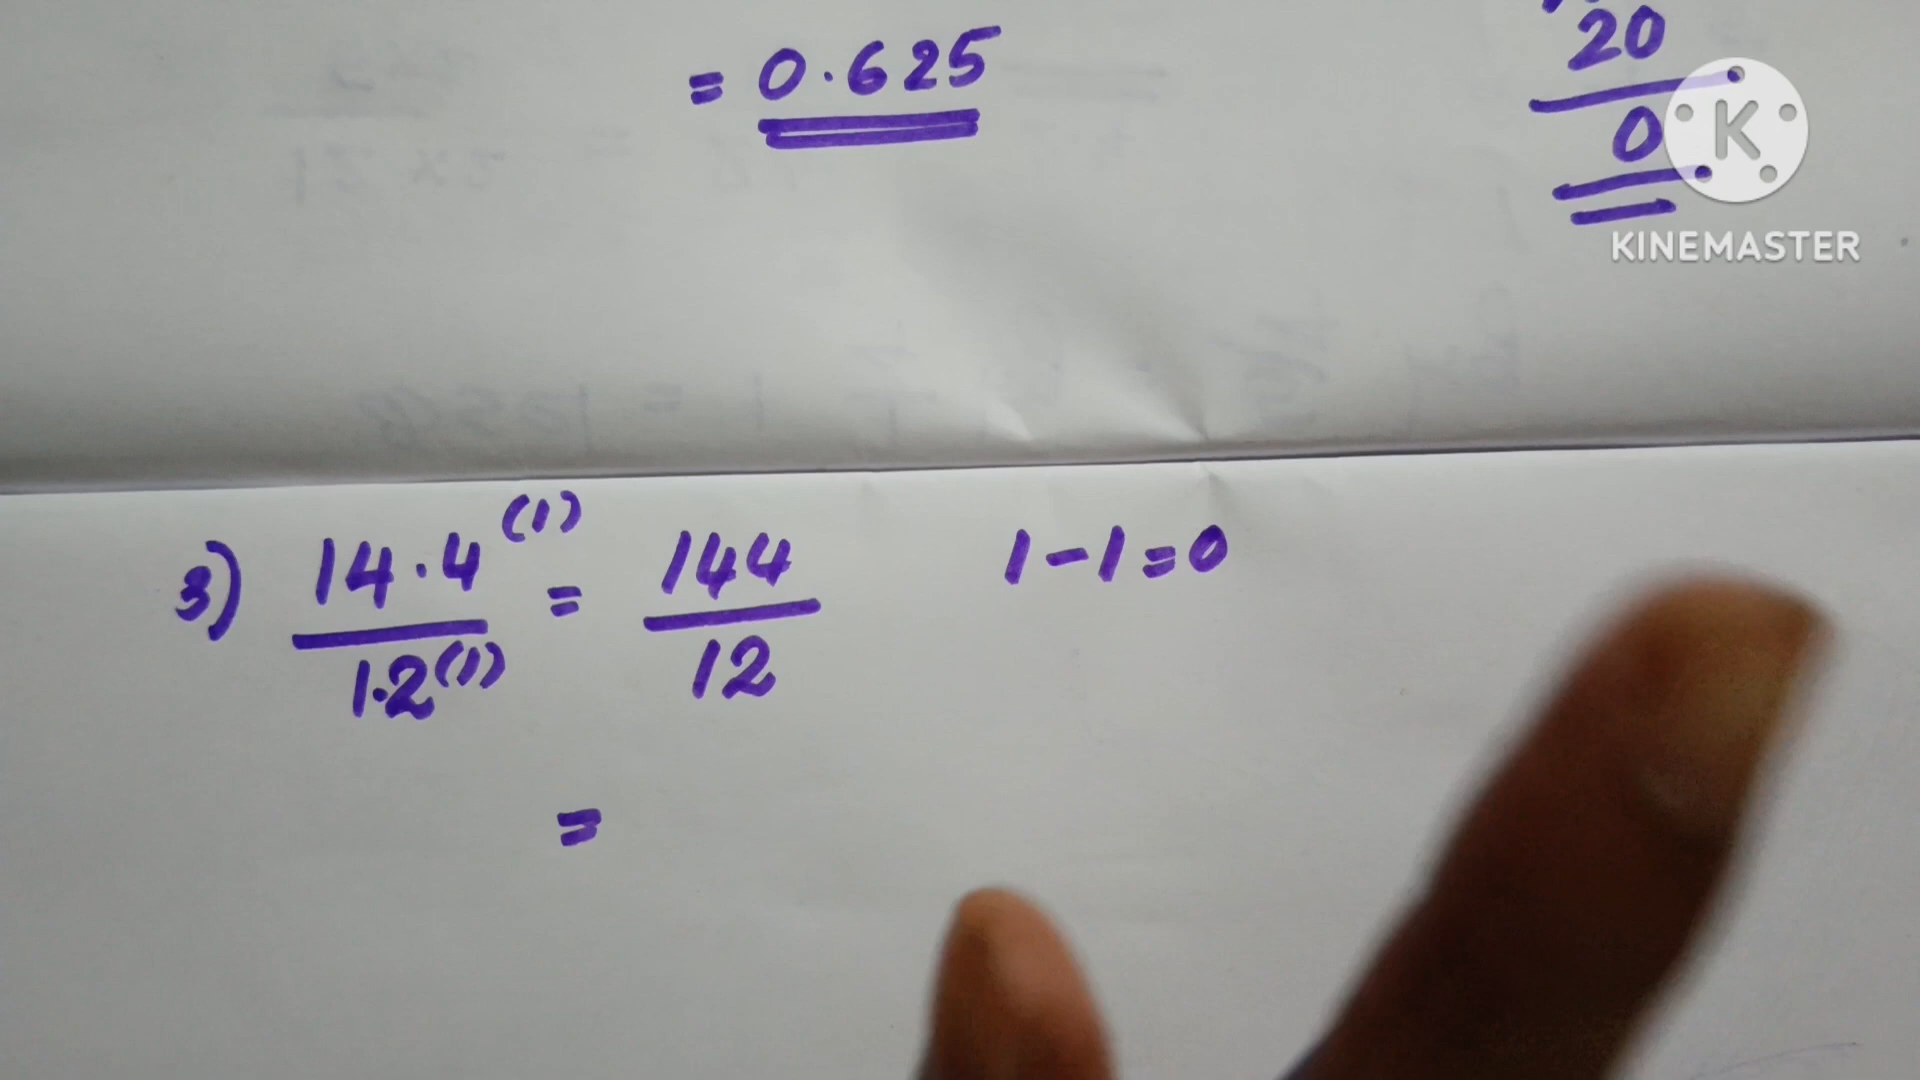 = 0.625
20
0
K
KINEMASTER
3) 14.4 (1) / 1.2 (1) = 144 / 12    1-1=0
=